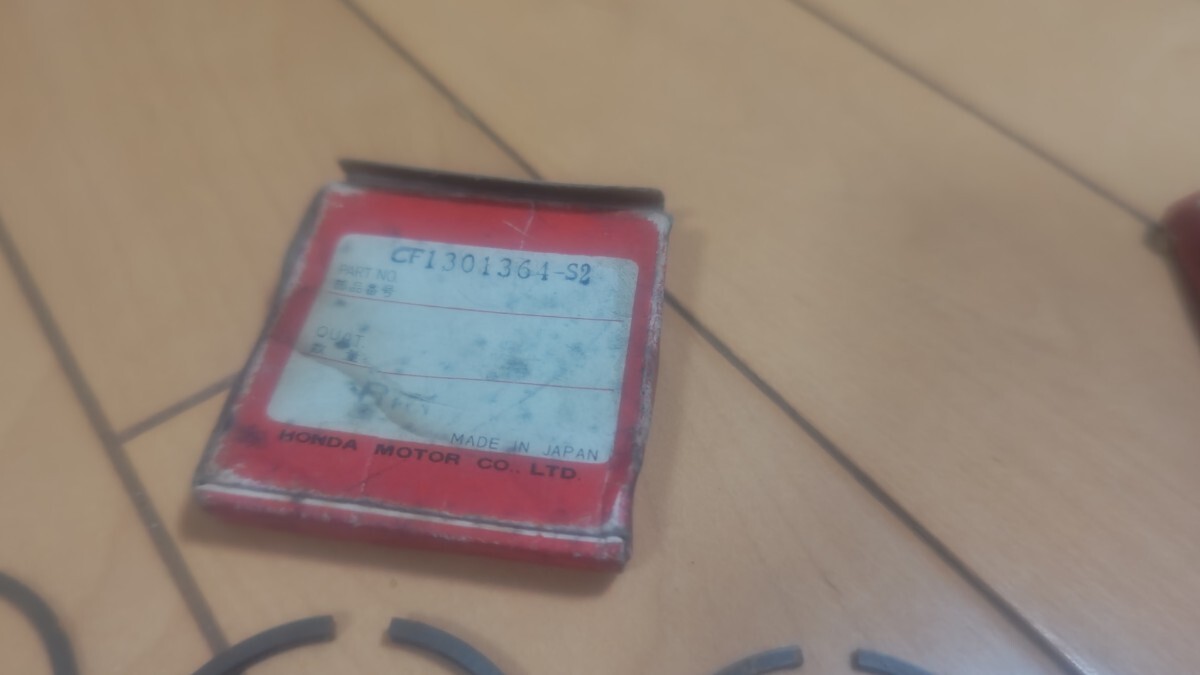 CF1301364-S2
PART NO.
部品番号
QUAT
MADE IN JAPAN
HONDA MOTOR CO., LTD.